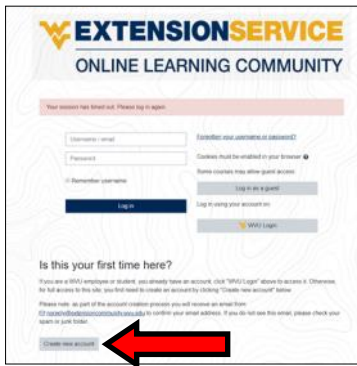 EXTENSIONSERVICE
ONLINE LEARNING COMMUNITY
Your session has timed out. Please log in again.
Username / email
Forgotten your username or password?
Password
Cookies must be enabled in your browser
Some courses may allow guest access
Remember username
Log in as a guest
Log in
Log in using your account on:
WVU Login
Is this your first time here?
If you are a WVU employee or student, you already have an account, click "WVU Login" above to access it. Otherwise,
for full access to this site, you first need to create an account by clicking "Create new account" below.
Please note: as part of the account creation process you will receive an email from
noreply@extensioncommunity.wvu.edu to confirm your email address. If you do not see this email, please check your
spam or junk folder.
Create new account